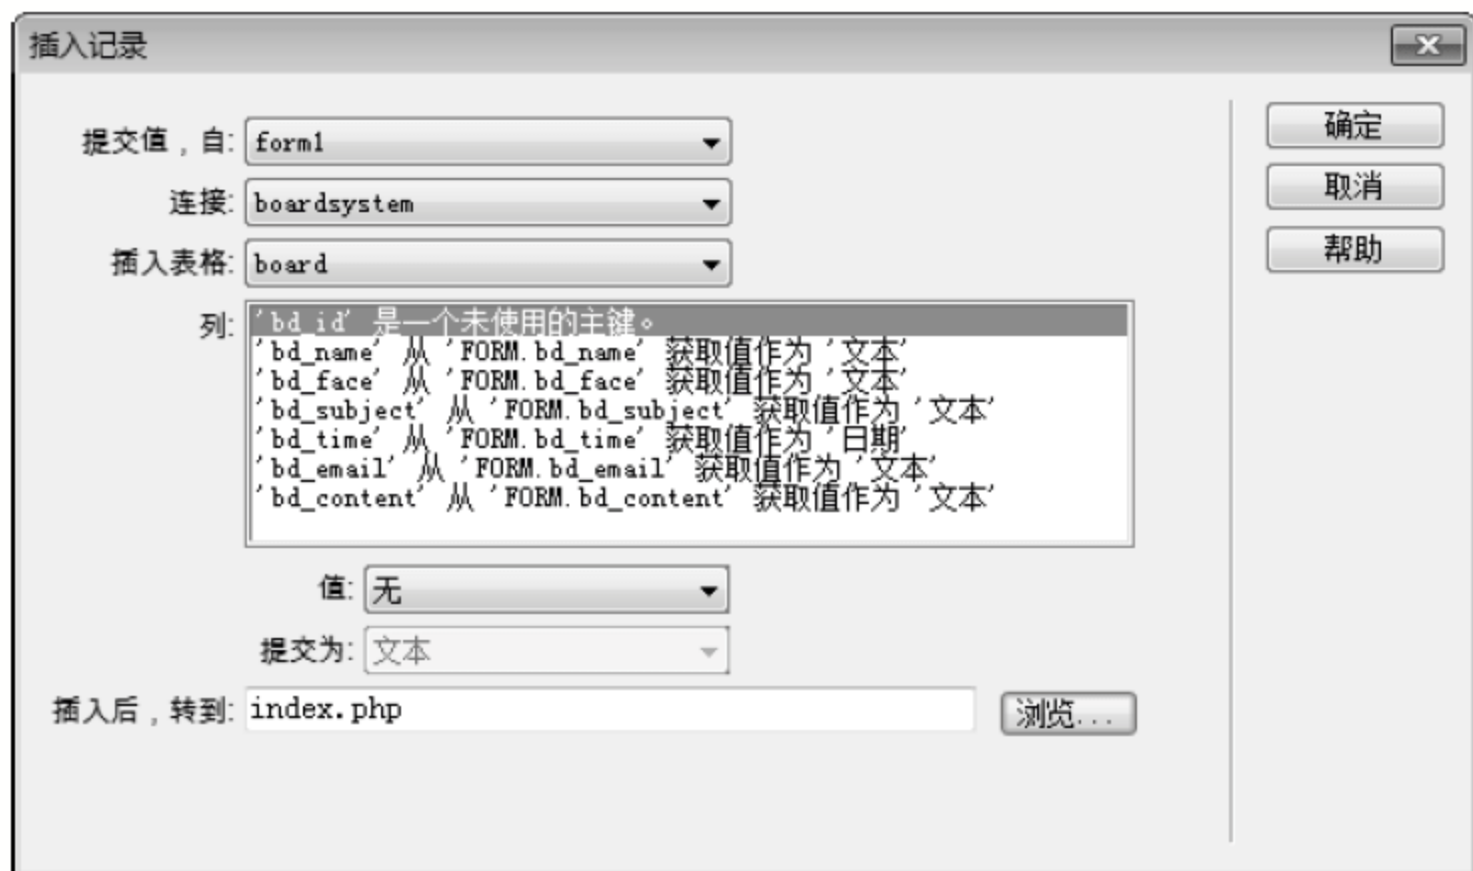 插入记录
提交值，自: form1
连接: boardsystem
插入表格: board
列: 'bd_id' 是一个未使用的主键。
'bd_name' 从 'FORM.bd_name' 获取值作为 '文本'
'bd_face' 从 'FORM.bd_face' 获取值作为 '文本'
'bd_subject' 从 'FORM.bd_subject' 获取值作为 '文本'
'bd_time' 从 'FORM.bd_time' 获取值作为 '日期'
'bd_email' 从 'FORM.bd_email' 获取值作为 '文本'
'bd_content' 从 'FORM.bd_content' 获取值作为 '文本'
值: 无
提交为: 文本
插入后，转到: index.php 浏览...
确定
取消
帮助